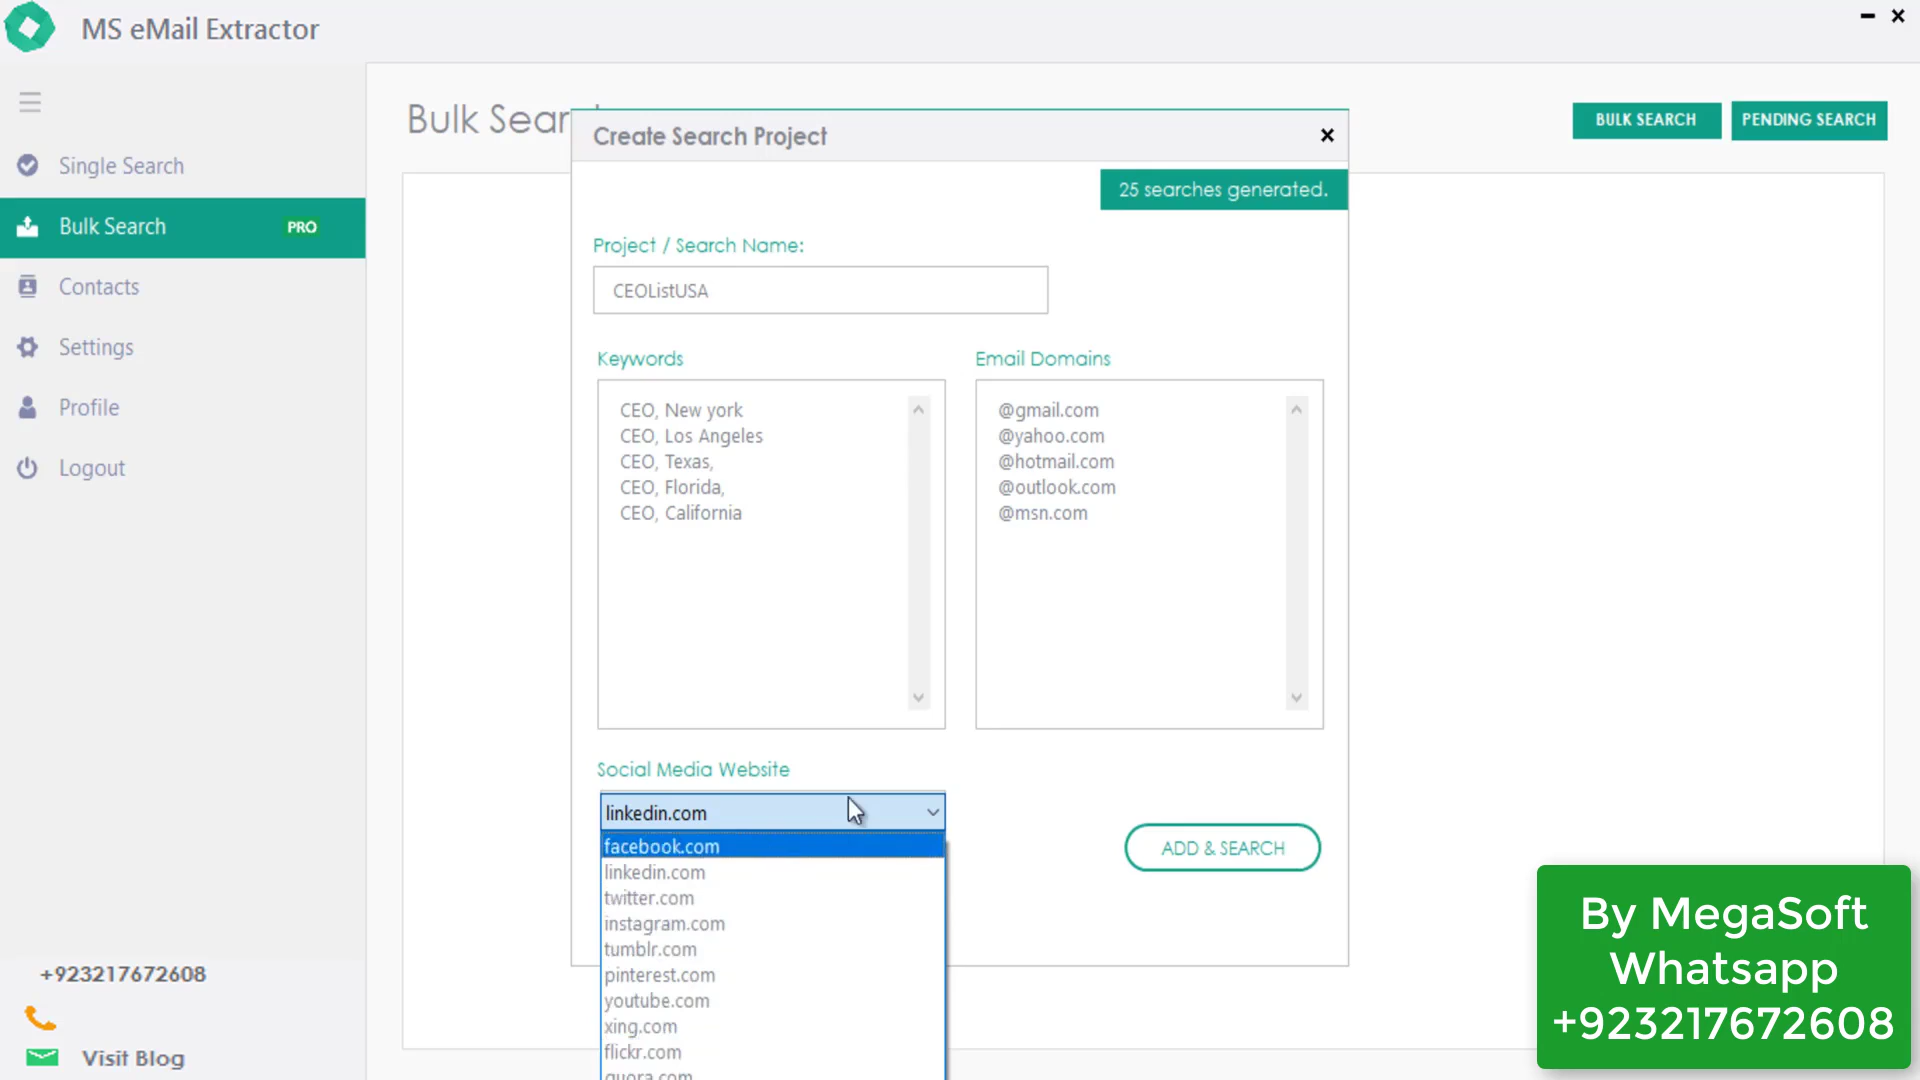 MS eMail Extractor
Single Search
Bulk Search PRO
Contacts
Settings
Profile
Logout
+923217672608
Visit Blog
Bulk Sear
BULK SEARCH
PENDING SEARCH
Create Search Project
25 searches generated.
Project / Search Name:
CEOListUSA
Keywords
CEO, New york
CEO, Los Angeles
CEO, Texas,
CEO, Florida,
CEO, California
Email Domains
@gmail.com
@yahoo.com
@hotmail.com
@outlook.com
@msn.com
Social Media Website
linkedin.com
facebook.com
linkedin.com
twitter.com
instagram.com
tumblr.com
pinterest.com
youtube.com
xing.com
flickr.com
quora.com
ADD & SEARCH
By MegaSoft
Whatsapp
+923217672608